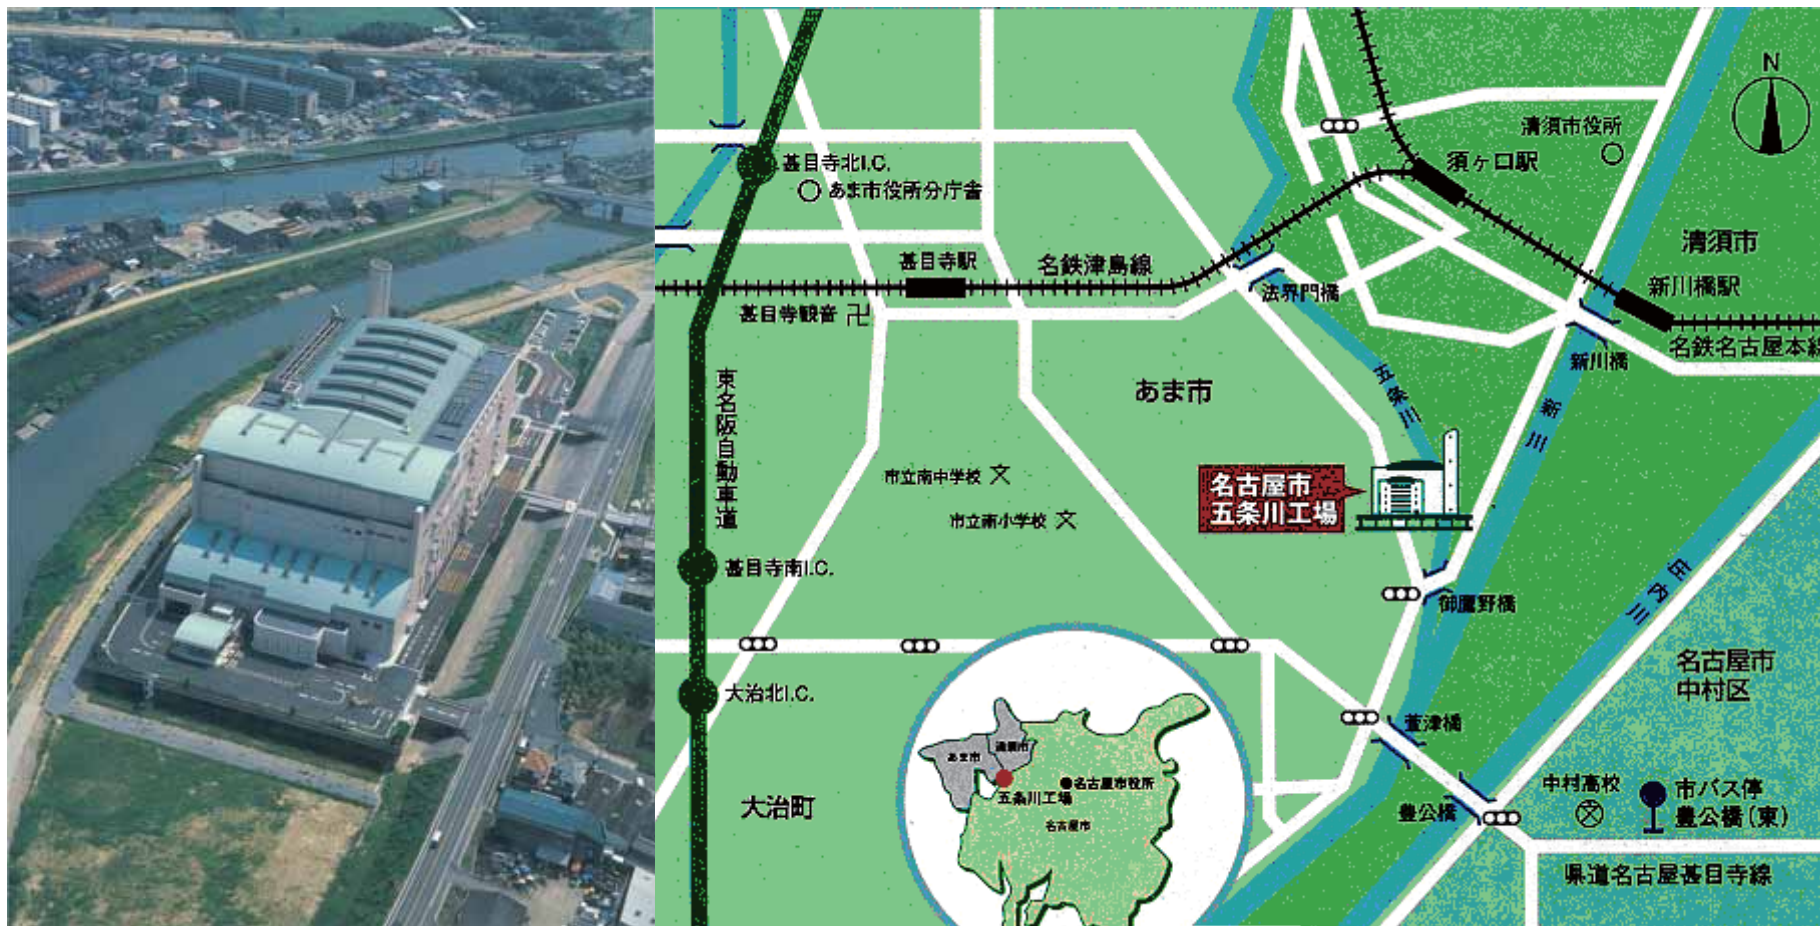 N
清須市役所
須ヶ口駅
甚目寺北I.C.
あま市役所分庁舎
清須市
甚目寺駅
名鉄津島線
法界門橋
新川橋駅
甚目寺観音 卍
名鉄名古屋本線
新川橋
東名阪自動車道
あま市
五条川
新川
市立南中学校 文
市立南小学校 文
名古屋市
五条川工場
甚目寺南I.C.
御鷹野橋
庄内川
名古屋市
中村区
大治北I.C.
萱津橋
あま市
清須市
名古屋市役所
五条川工場
名古屋市
大治町
中村高校
文
豊公橋
市バス停
豊公橋(東)
県道名古屋甚目寺線